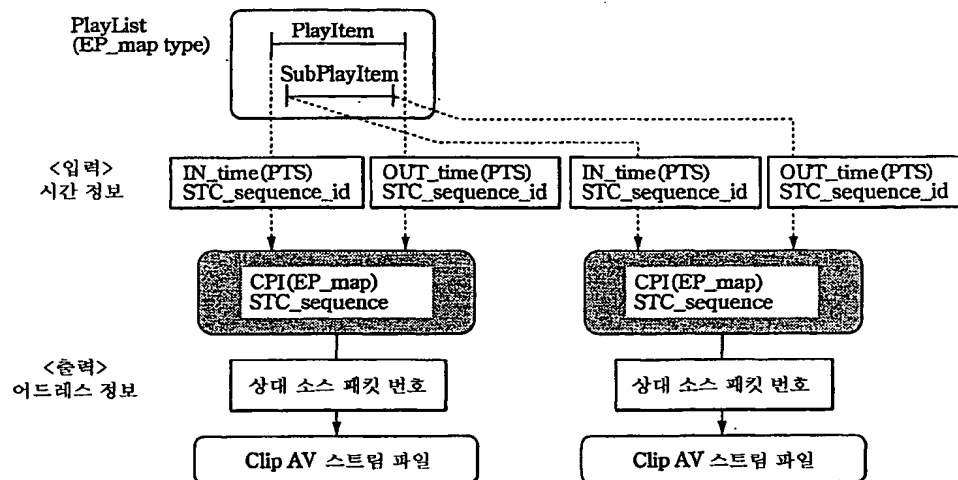 PlayList
(EP_map type)
PlayItem
SubPlayItem
<입력>
시간 정보
IN_time(PTS)
STC_sequence_id
OUT_time(PTS)
STC_sequence_id
IN_time(PTS)
STC_sequence_id
OUT_time(PTS)
STC_sequence_id
CPI(EP_map)
STC_sequence
CPI(EP_map)
STC_sequence
<출력>
어드레스 정보
상대 소스 패킷 번호
상대 소스 패킷 번호
Clip AV 스트림 파일
Clip AV 스트림 파일